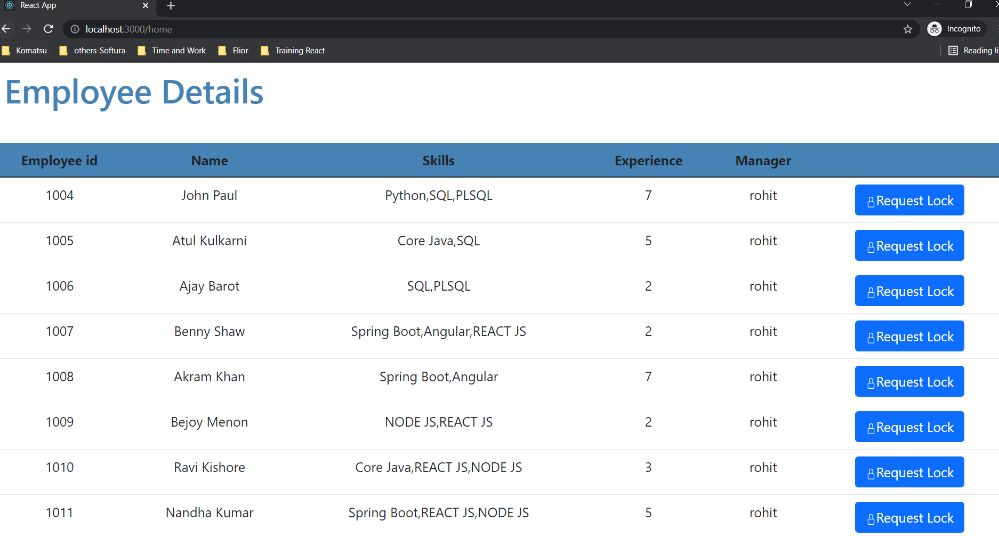 React App
localhost:3000/home
Incognito
Komatsu others-Softura Time and Work Elior Training React Reading li
Employee Details
Employee id Name Skills Experience Manager
1004 John Paul Python,SQL,PLSQL 7 rohit Request Lock
1005 Atul Kulkarni Core Java,SQL 5 rohit Request Lock
1006 Ajay Barot SQL,PLSQL 2 rohit Request Lock
1007 Benny Shaw Spring Boot,Angular,REACT JS 2 rohit Request Lock
1008 Akram Khan Spring Boot,Angular 7 rohit Request Lock
1009 Bejoy Menon NODE JS,REACT JS 2 rohit Request Lock
1010 Ravi Kishore Core Java,REACT JS,NODE JS 3 rohit Request Lock
1011 Nandha Kumar Spring Boot,REACT JS,NODE JS 5 rohit Request Lock